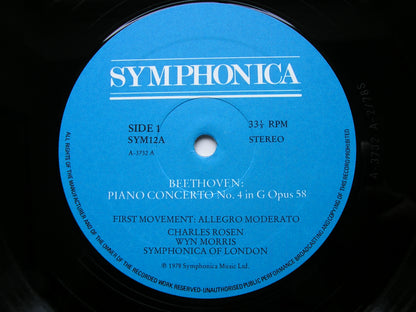 SYMPHONICA
SIDE 1
SYM12A
A-3732 A
33⅓ RPM
STEREO
BEETHOVEN:
PIANO CONCERTO No. 4 in G Opus 58
FIRST MOVEMENT: ALLEGRO MODERATO
CHARLES ROSEN
WYN MORRIS
SYMPHONICA OF LONDON
℗ 1979 Symphonica Music Ltd.
ALL RIGHTS OF THE MANUFACTURER AND OF THE OWNER OF THE RECORDED WORK RESERVED-UNAUTHORISED PUBLIC PERFORMANCE BROADCASTING AND COPYING OF THIS RECORD PROHIBITED
A-3732 A